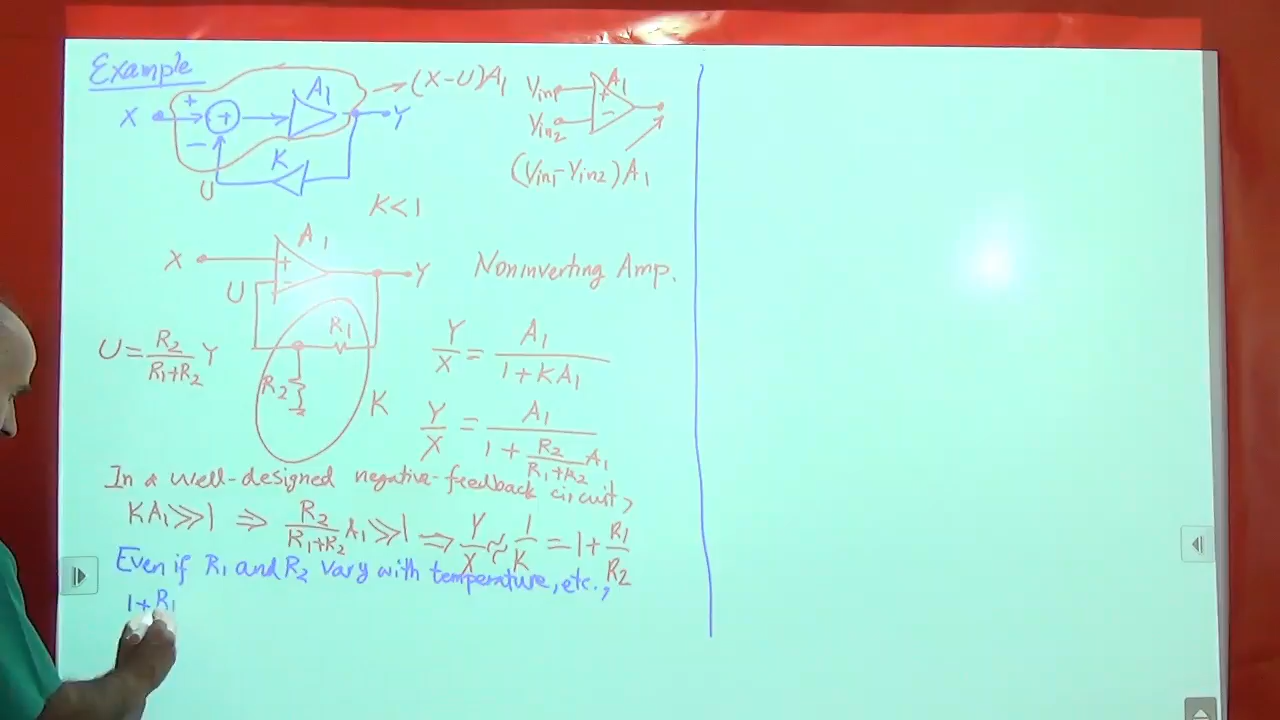 Example
X + + A1 → (X-U)A1 Y
- K U
Vin1 + A1
Vin2 -
(Vin1-Vin2)A1
K<1
X + A1 Y Noninverting Amp.
U - R1
U = R2/(R1+R2) Y
R2 K
Y/X = A1/(1+KA1)
Y/X = A1/(1+ R2/(R1+R2) A1)
In a well-designed negative-feedback circuit,
KA1≫1 ⇒ R2/(R1+R2) A1≫1 ⇒ Y/X ≈ 1/K = 1+ R1/R2
Even if R1 and R2 vary with temperature, etc.,
1+R1